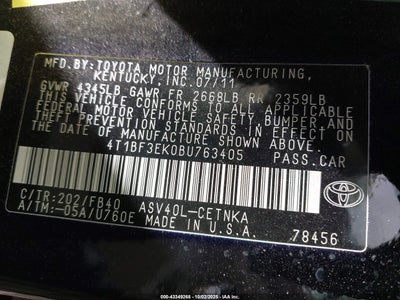 MFD.BY:TOYOTA MOTOR MANUFACTURING,
KENTUCKY,INC. 07/11
GVWR 4345LB GAWR FR 2668LB RR 2359LB
THIS VEHICLE CONFORMS TO ALL APPLICABLE
FEDERAL MOTOR VEHICLE SAFETY,BUMPER,AND
THEFT PREVENTION STANDARDS IN EFFECT ON
THE DATE OF MANUFACTURE SHOWN ABOVE.
4T1BF3EK0BU763405 PASS.CAR
C/TR:202/FB40 ASV40L-CETNKA
A/TM:-05A/U760E MADE IN U.S.A.
TOYOTA
78456
000-43349268 - 10/02/2025 - IAA Inc.